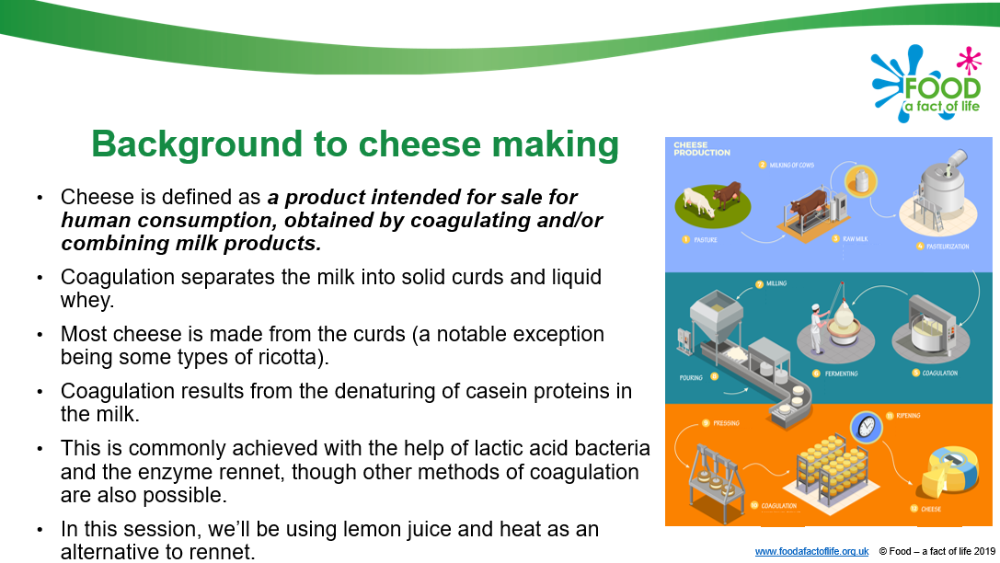 FOOD
a fact of life
Background to cheese making
• Cheese is defined as a product intended for sale for
human consumption, obtained by coagulating and/or
combining milk products.
• Coagulation separates the milk into solid curds and liquid
whey.
• Most cheese is made from the curds (a notable exception
being some types of ricotta).
• Coagulation results from the denaturing of casein proteins in
the milk.
• This is commonly achieved with the help of lactic acid bacteria
and the enzyme rennet, though other methods of coagulation
are also possible.
• In this session, we’ll be using lemon juice and heat as an
alternative to rennet.
CHEESE
PRODUCTION
1 PASTURE
2 MILKING OF COWS
3 RAW MILK
4 PASTEURIZATION
5 COAGULATION
6 FERMENTING
7 MILLING
POURING 8
9 PRESSING
10 COAGULATION
11 RIPENING
12 CHEESE
www.foodafactoflife.org.uk © Food – a fact of life 2019